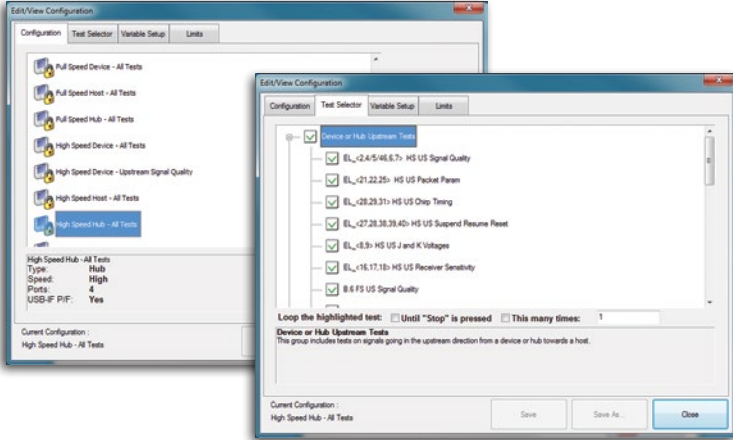 Edit/View Configuration
Configuration Test Selector Variable Setup Limits
Full Speed Device - All Tests
Full Speed Host - All Tests
Full Speed Hub - All Tests
High Speed Device - All Tests
High Speed Device - Upstream Signal Quality
High Speed Host - All Tests
High Speed Hub - All Tests
High Speed Hub - All Tests
Type: Hub
Speed: High
Ports: 4
USB-IF P/F: Yes
Current Configuration :
High Speed Hub - All Tests
Edit/View Configuration
Configuration Test Selector Variable Setup Limits
Device or Hub Upstream Tests
EL_<2,4/5/46,6,7> HS US Signal Quality
EL_<21,22,25> HS US Packet Param
EL_<28,29,31> HS US Chirp Timing
EL_<27,28,38,39,40> HS US Suspend Resume Reset
EL_<8,9> HS US J and K Voltages
EL_<16,17,18> HS US Receiver Sensitivity
B.6 FS US Signal Quality
Loop the highlighted test: Until "Stop" is pressed This many times: 1
Device or Hub Upstream Tests
This group includes tests on signals going in the upstream direction from a device or hub towards a host.
Current Configuration :
High Speed Hub - All Tests
Save Save As... Close